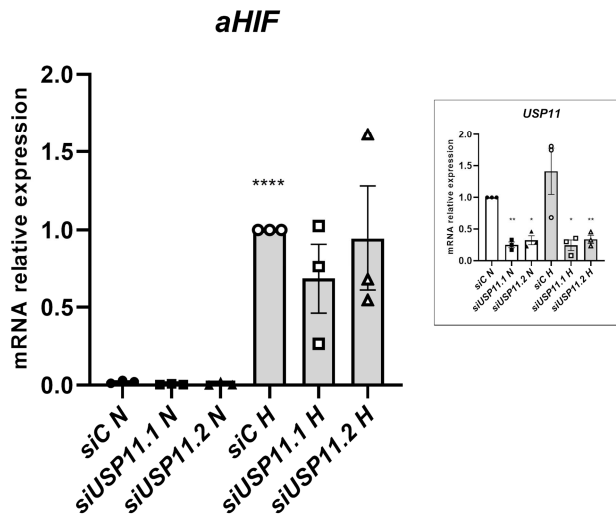 aHIF
mRNA relative expression
2.0
1.5
1.0
0.5
0.0
****
siC N
siUSP11.1 N
siUSP11.2 N
siC H
siUSP11.1 H
siUSP11.2 H
USP11
mRNA relative expression
2.0
1.5
1.0
0.5
0.0
** * * **
siC N
siUSP11.1 N
siUSP11.2 N
siC H
siUSP11.1 H
siUSP11.2 H